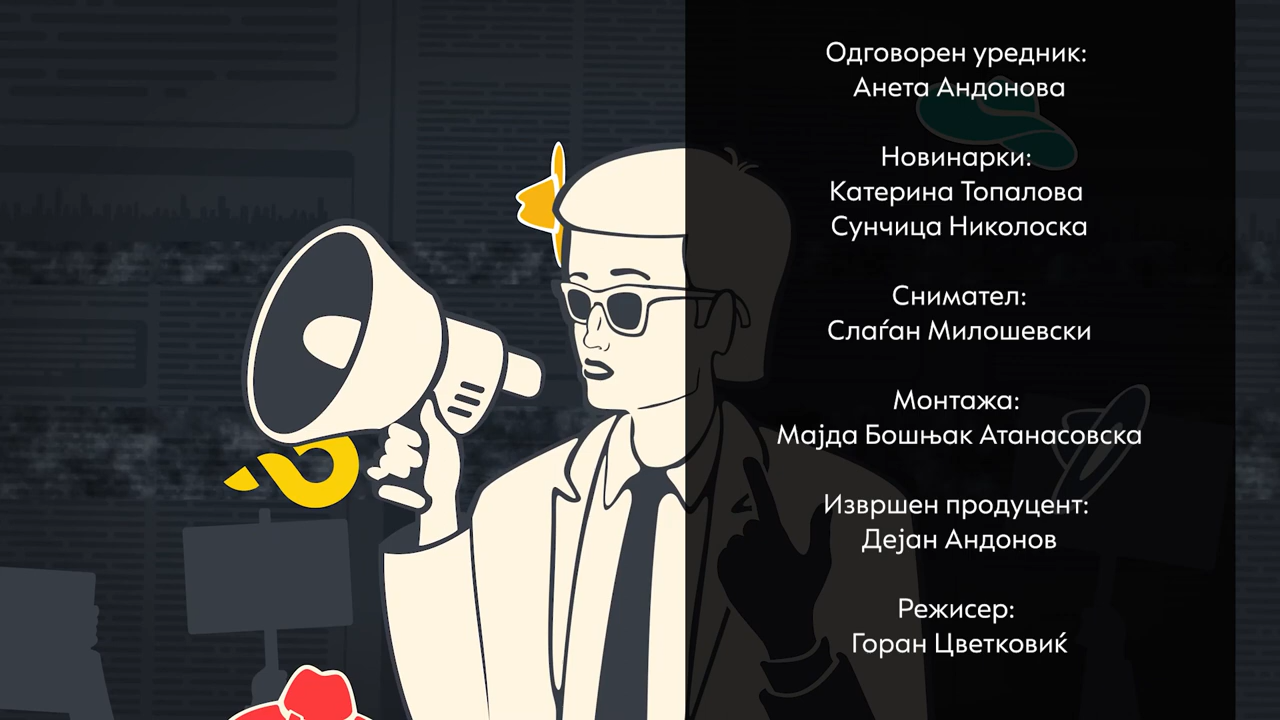 Одговорен уредник:
Анета Андонова
Новинарки:
Катерина Топалова
Сунчица Николоска
Снимател:
Слаѓан Милошевски
Монтажа:
Мајда Бошњак Атанасовска
Извршен продуцент:
Дејан Андонов
Режисер:
Горан Цветковиќ